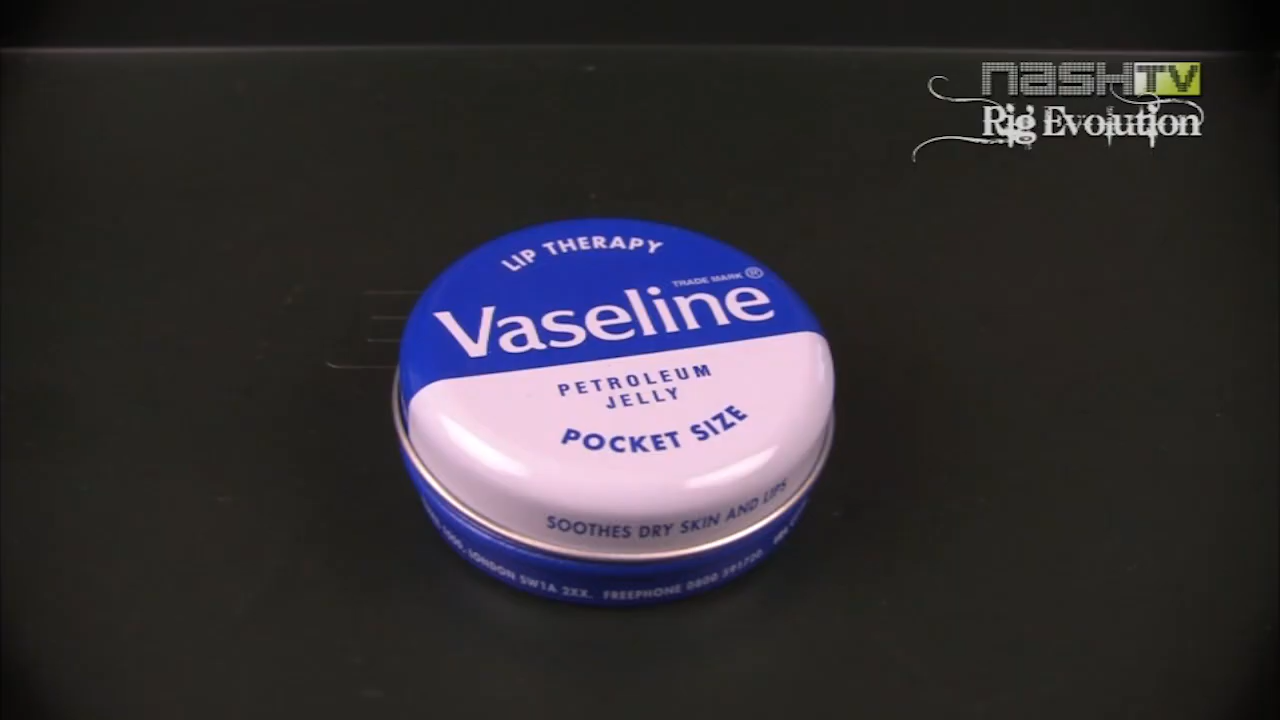 nashTV
Rig Evolution
LIP THERAPY
TRADE MARK ®
Vaseline
PETROLEUM
JELLY
POCKET SIZE
SOOTHES DRY SKIN AND LIPS
LONDON SW1A 2XX. FREEPHONE 0800 591720